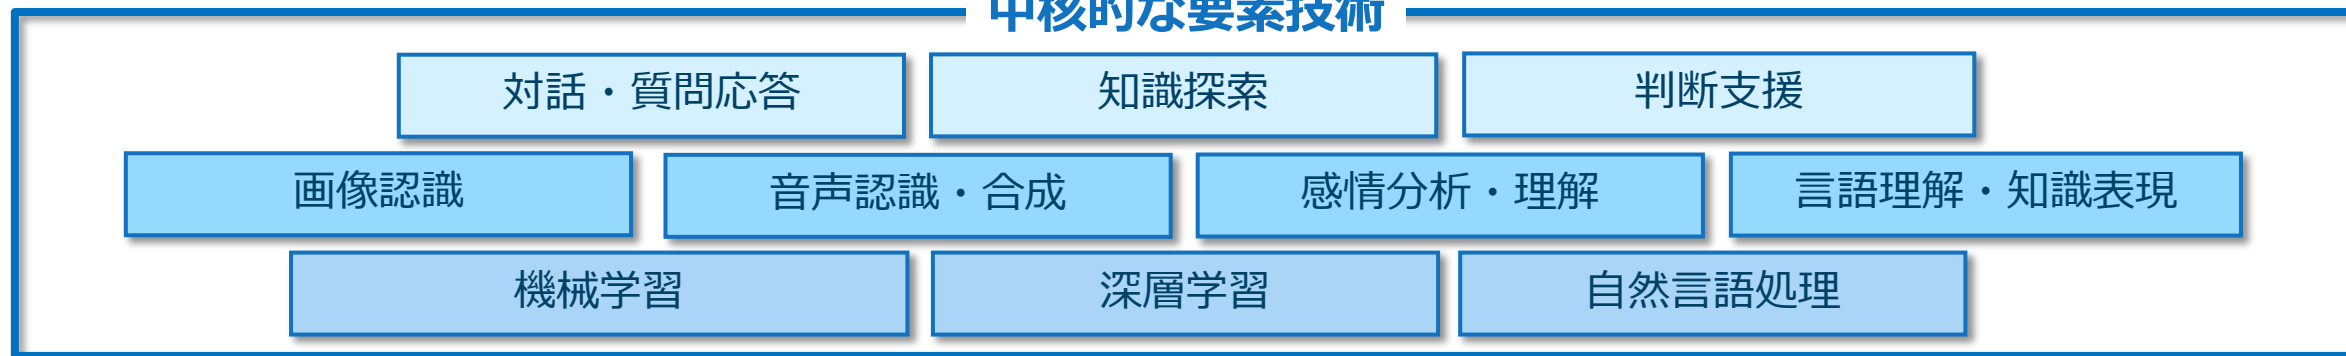 中核的な要素技術
対話・質問応答 知識探索 判断支援
画像認識 音声認識・合成 感情分析・理解 言語理解・知識表現
機械学習 深層学習 自然言語処理